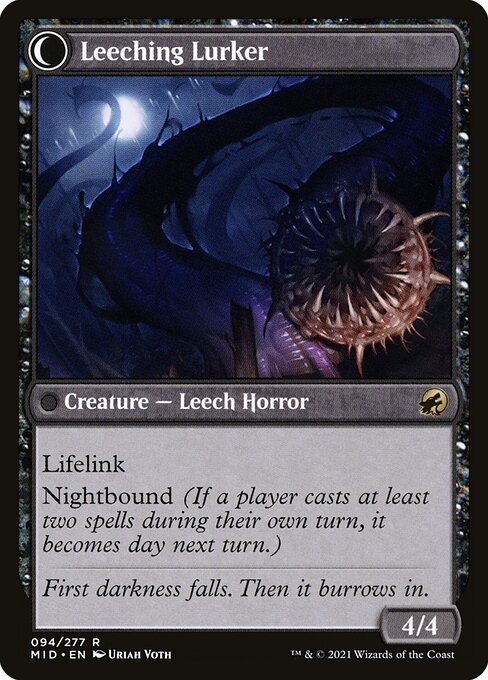 Leeching Lurker
Creature — Leech Horror
Lifelink
Nightbound (If a player casts at least
two spells during their own turn, it
becomes day next turn.)
First darkness falls. Then it burrows in.
4/4
094/277 R
MID • EN Uriah Voth
™ & © 2021 Wizards of the Coast